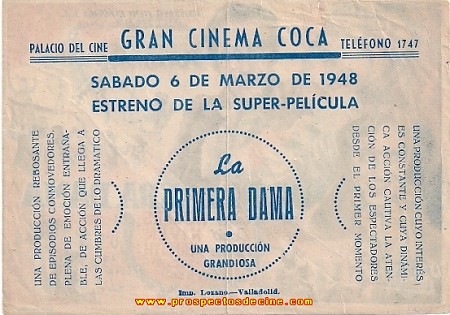 PALACIO DEL CINE GRAN CINEMA COCA TELÉFONO 1747
SABADO 6 DE MARZO DE 1948
ESTRENO DE LA SUPER-PELÍCULA
UNA PRODUCCIÓN REBOSANTE
DE EPISODIOS CONMOVEDORES.
PLENA DE EMOCIÓN ENTRAÑA-
BLE, DE ACCIÓN QUE LLEGA A
LAS CUMBRES DE LO DRAMATICO
La
PRIMERA DAMA
UNA PRODUCCIÓN
GRANDIOSA
UNA PRODUCCIÓN CUYO INTERÉS
ES CONSTANTE Y CUYA DINAMI-
CA ACCIÓN CAUTIVA LA ATEN-
CIÓN DE LOS ESPECTADORES
DESDE EL PRIMER MOMENTO
Imp. Lozano.—Valladolid.
www.prospectosdecine.com